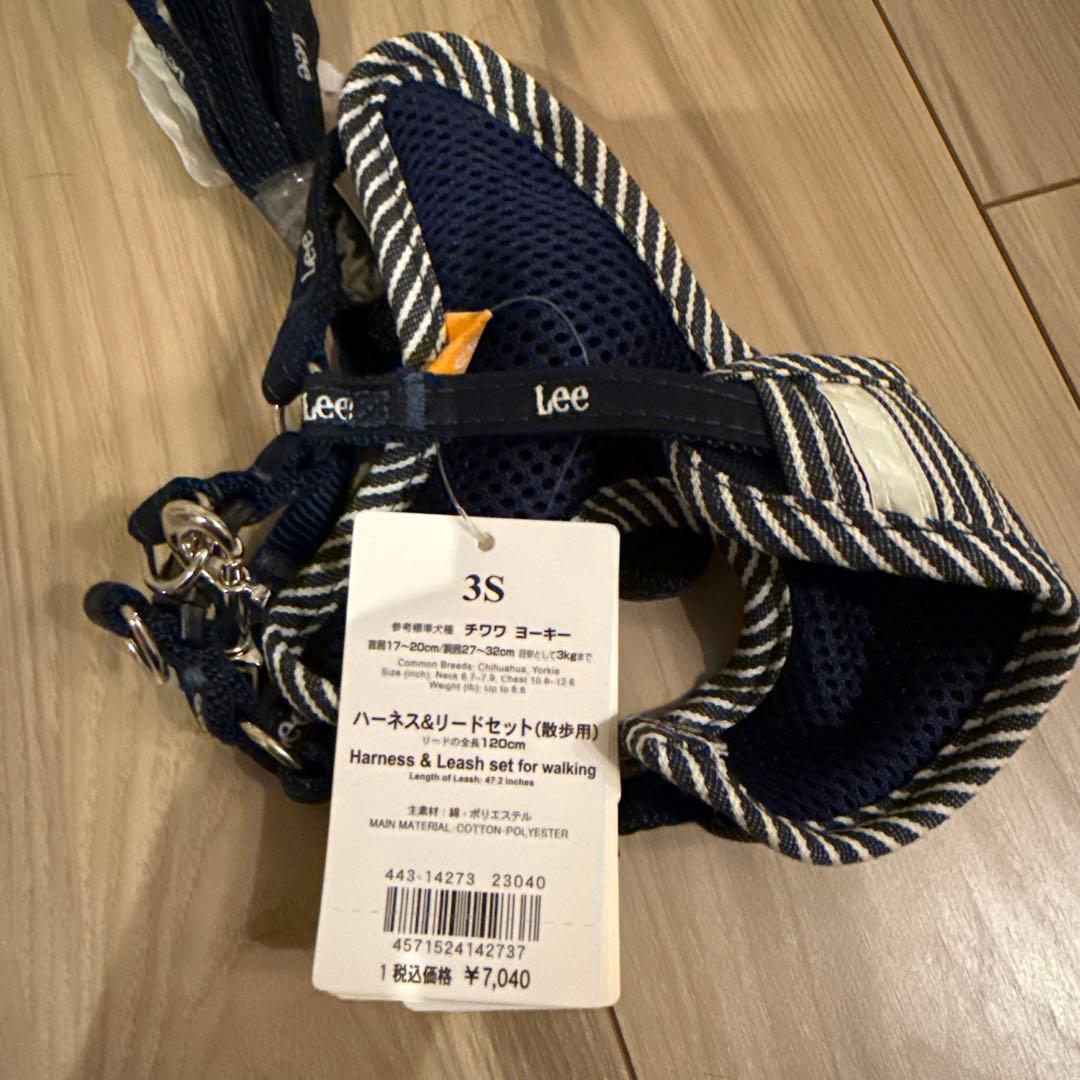 Lee
Lee
Lee
Lee
3S
参考標準犬種 チワワ ヨーキー
首囲17〜20cm/胴囲27〜32cm 目安として3kgまで
Common Breeds: Chihuahua, Yorkie
Size (inch): Neck 6.7-7.9, Chest 10.6-12.6
Weight (lb): Up to 6.6
ハーネス&リードセット(散歩用)
リードの全長120cm
Harness & Leash set for walking
Length of Leash: 47.2 inches
主素材:綿・ポリエステル
MAIN MATERIAL:COTTON・POLYESTER
443-14273 23040
4571524142737
1 税込価格 ¥7,040